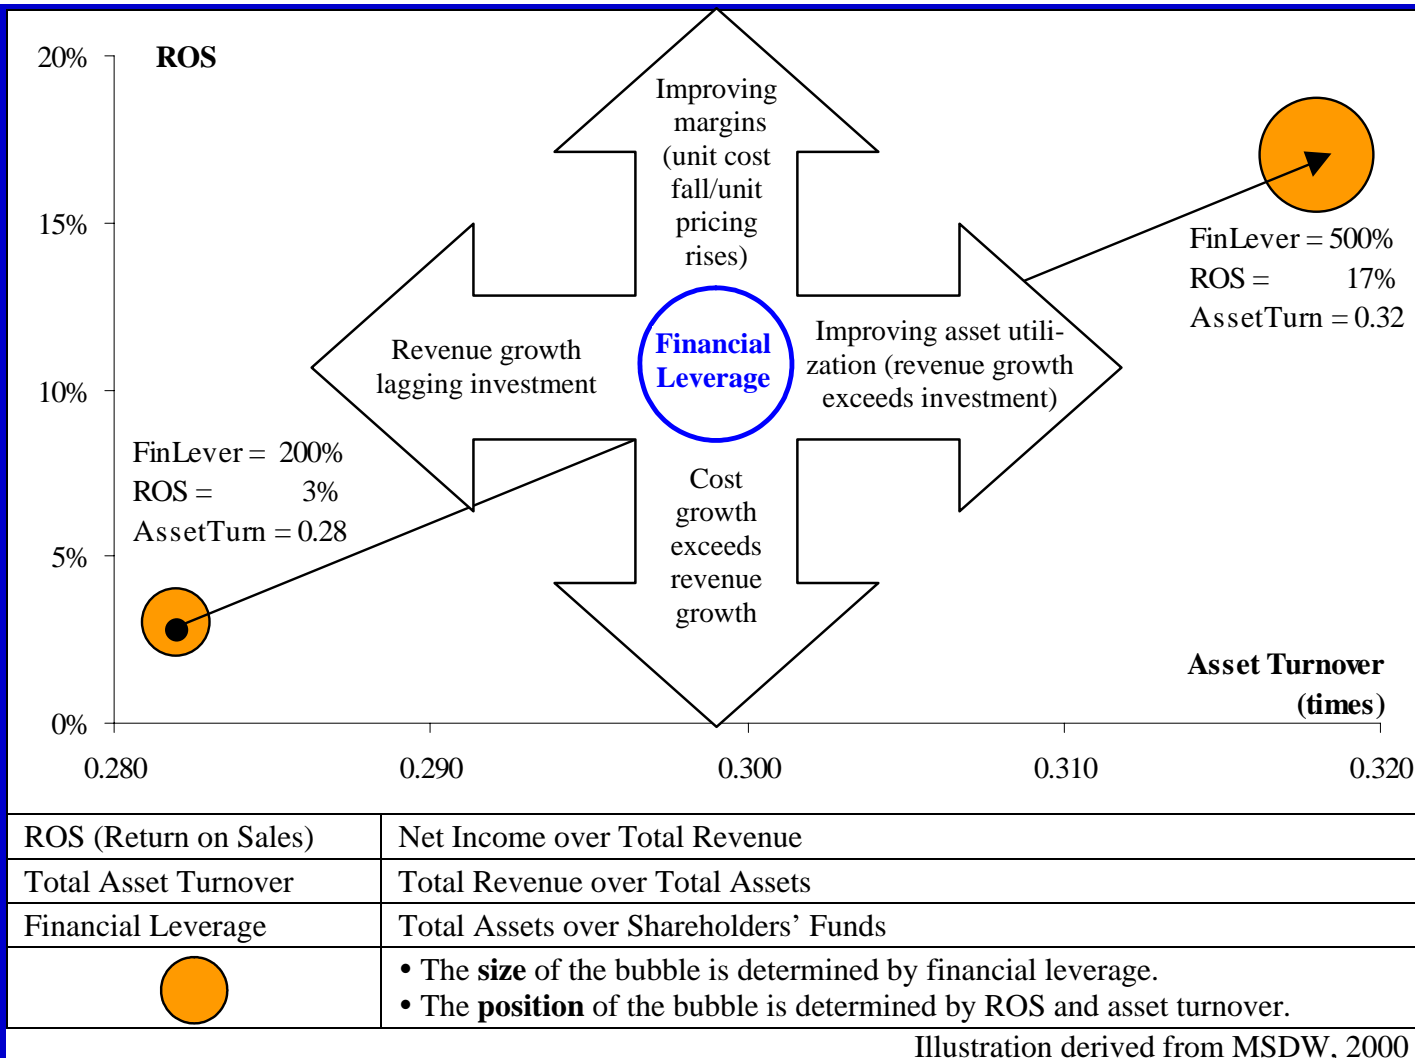 20%
ROS
15%
10%
5%
0%
Improving
margins
(unit cost
fall/unit
pricing
rises)
Revenue growth
lagging investment
Financial
Leverage
Improving asset utili-
zation (revenue growth
exceeds investment)
Cost
growth
exceeds
revenue
growth
FinLever = 500%
ROS = 17%
AssetTurn = 0.32
FinLever = 200%
ROS = 3%
AssetTurn = 0.28
Asset Turnover
(times)
0.280 0.290 0.300 0.310 0.320
ROS (Return on Sales) Net Income over Total Revenue
Total Asset Turnover Total Revenue over Total Assets
Financial Leverage Total Assets over Shareholders' Funds
• The size of the bubble is determined by financial leverage.
• The position of the bubble is determined by ROS and asset turnover.
Illustration derived from MSDW, 2000